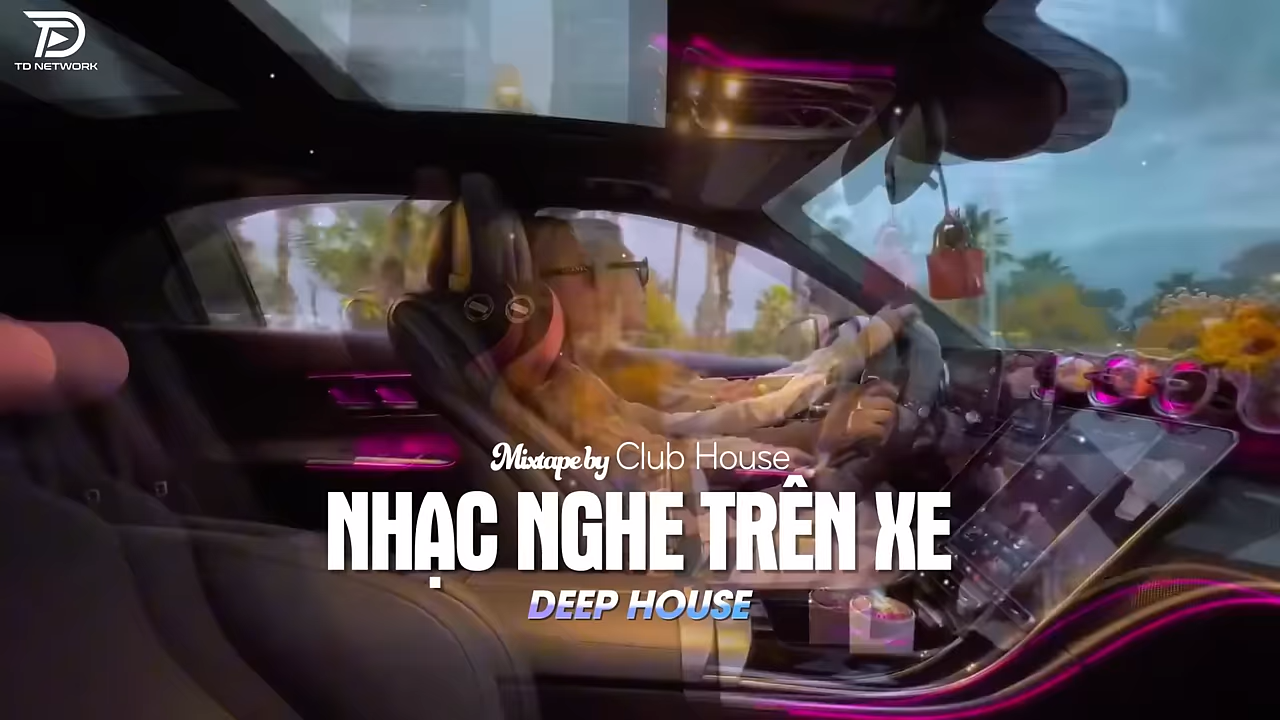 TD NETWORK
Mixtape by Club House
NHẠC NGHE TRÊN XE
DEEP HOUSE